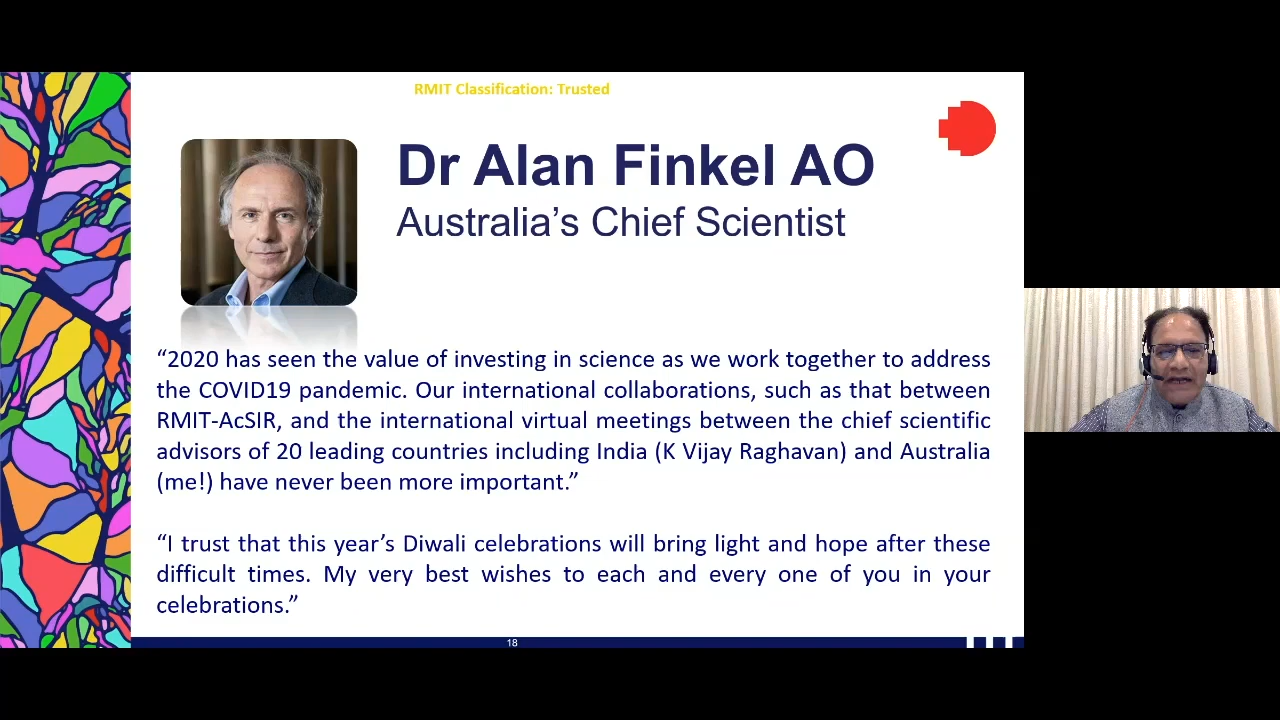 RMIT Classification: Trusted
Dr Alan Finkel AO
Australia’s Chief Scientist
“2020 has seen the value of investing in science as we work together to address
the COVID19 pandemic. Our international collaborations, such as that between
RMIT-AcSIR, and the international virtual meetings between the chief scientific
advisors of 20 leading countries including India (K Vijay Raghavan) and Australia
(me!) have never been more important.”
“I trust that this year’s Diwali celebrations will bring light and hope after these
difficult times. My very best wishes to each and every one of you in your
celebrations.”
18